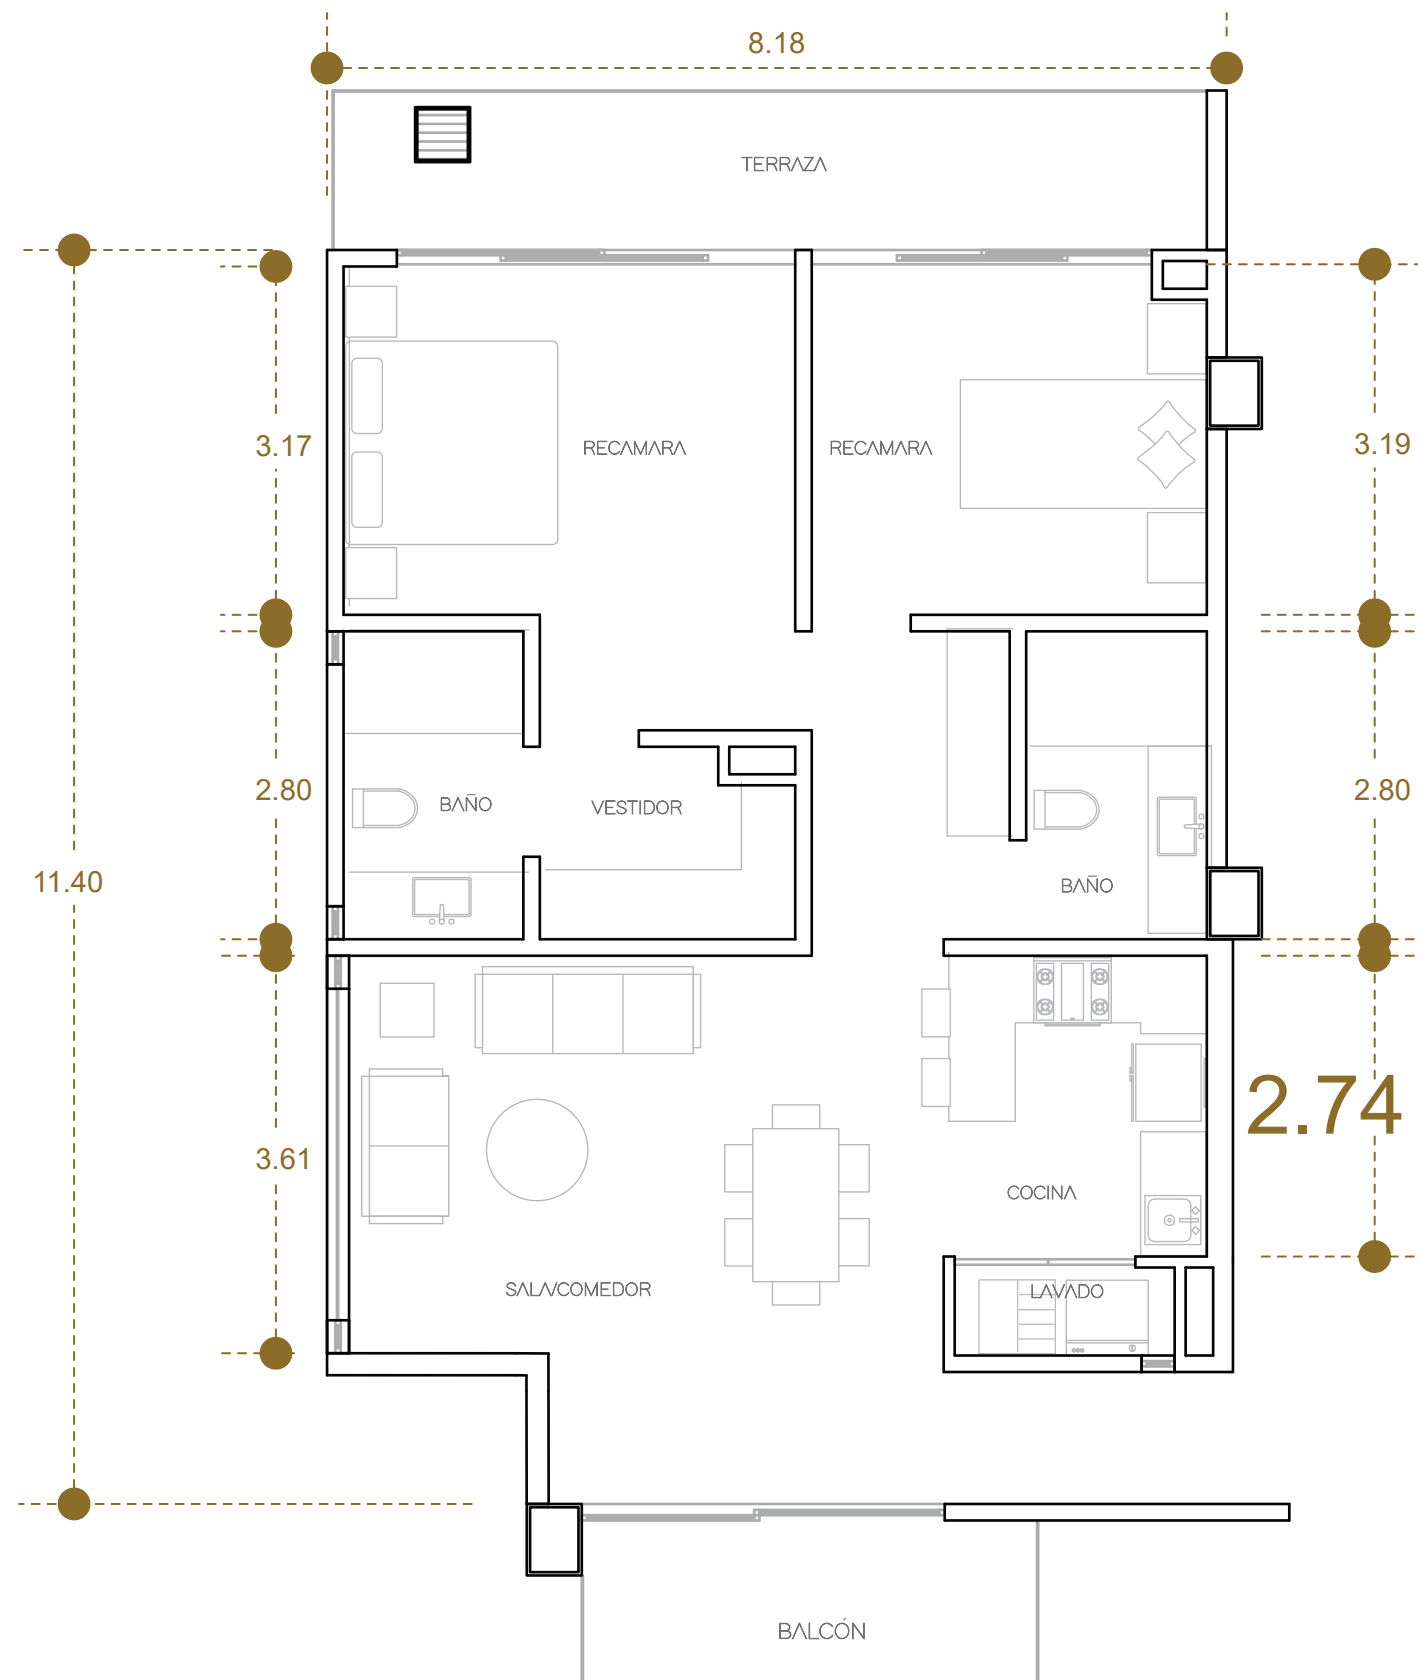 8.18
TERRAZA
3.17
RECAMARA
RECAMARA
3.19
2.80
BAÑO
VESTIDOR
2.80
11.40
BAÑO
2.74
3.61
COCINA
SALA/COMEDOR
LAVADO
BALCÓN